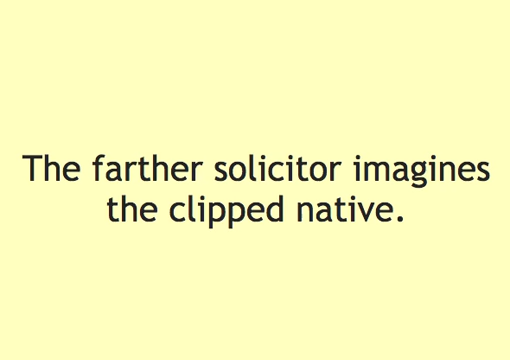 The farther solicitor imagines
the clipped native.